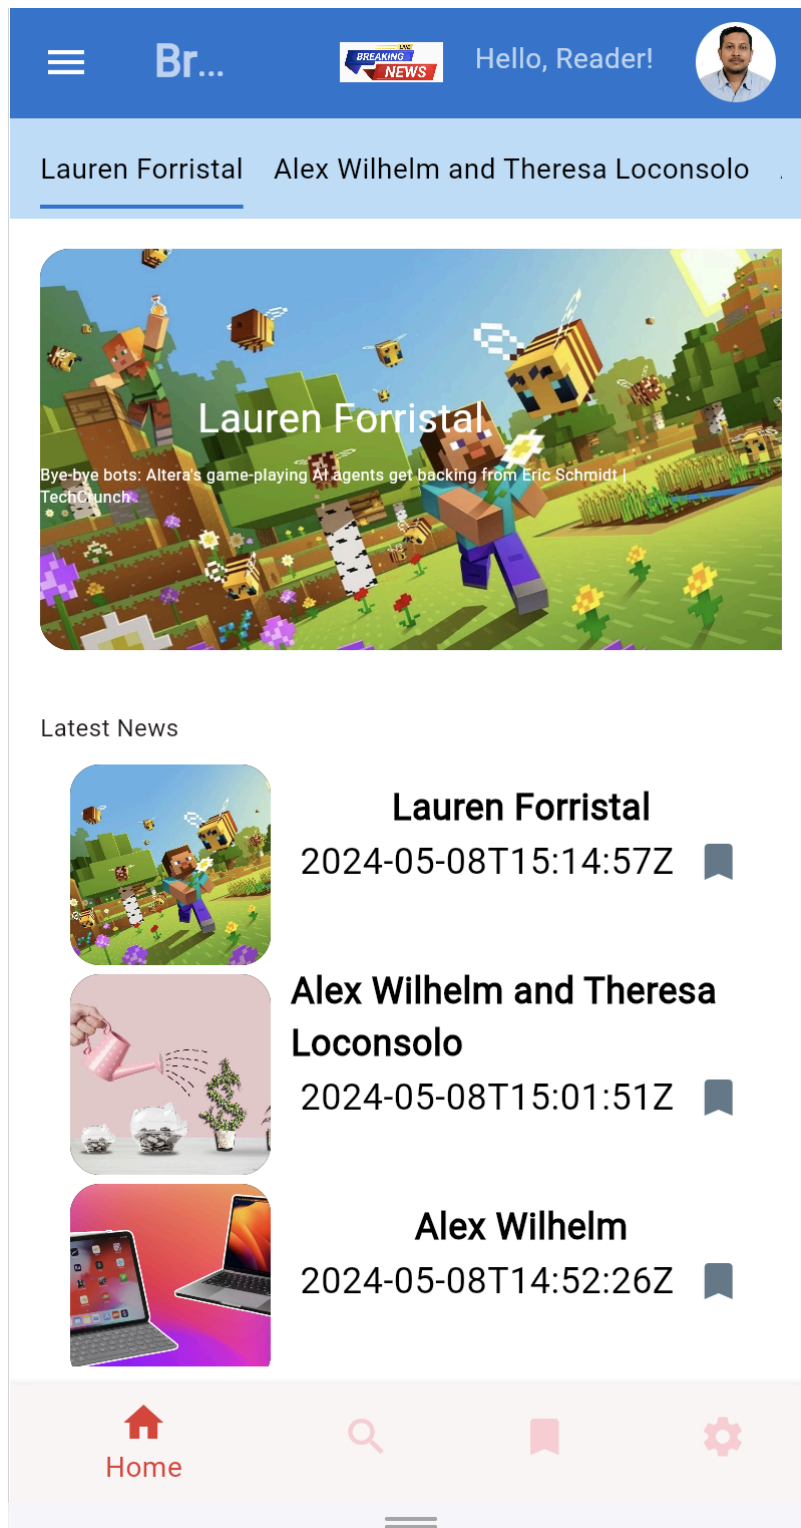 Br...
LIVE
BREAKING
NEWS
Hello, Reader!
Lauren Forristal Alex Wilhelm and Theresa Loconsolo
Lauren Forristal
Bye-bye bots: Altera's game-playing AI agents get backing from Eric Schmidt |
TechCrunch
Latest News
Lauren Forristal
2024-05-08T15:14:57Z
Alex Wilhelm and Theresa
Loconsolo
2024-05-08T15:01:51Z
Alex Wilhelm
2024-05-08T14:52:26Z
Home